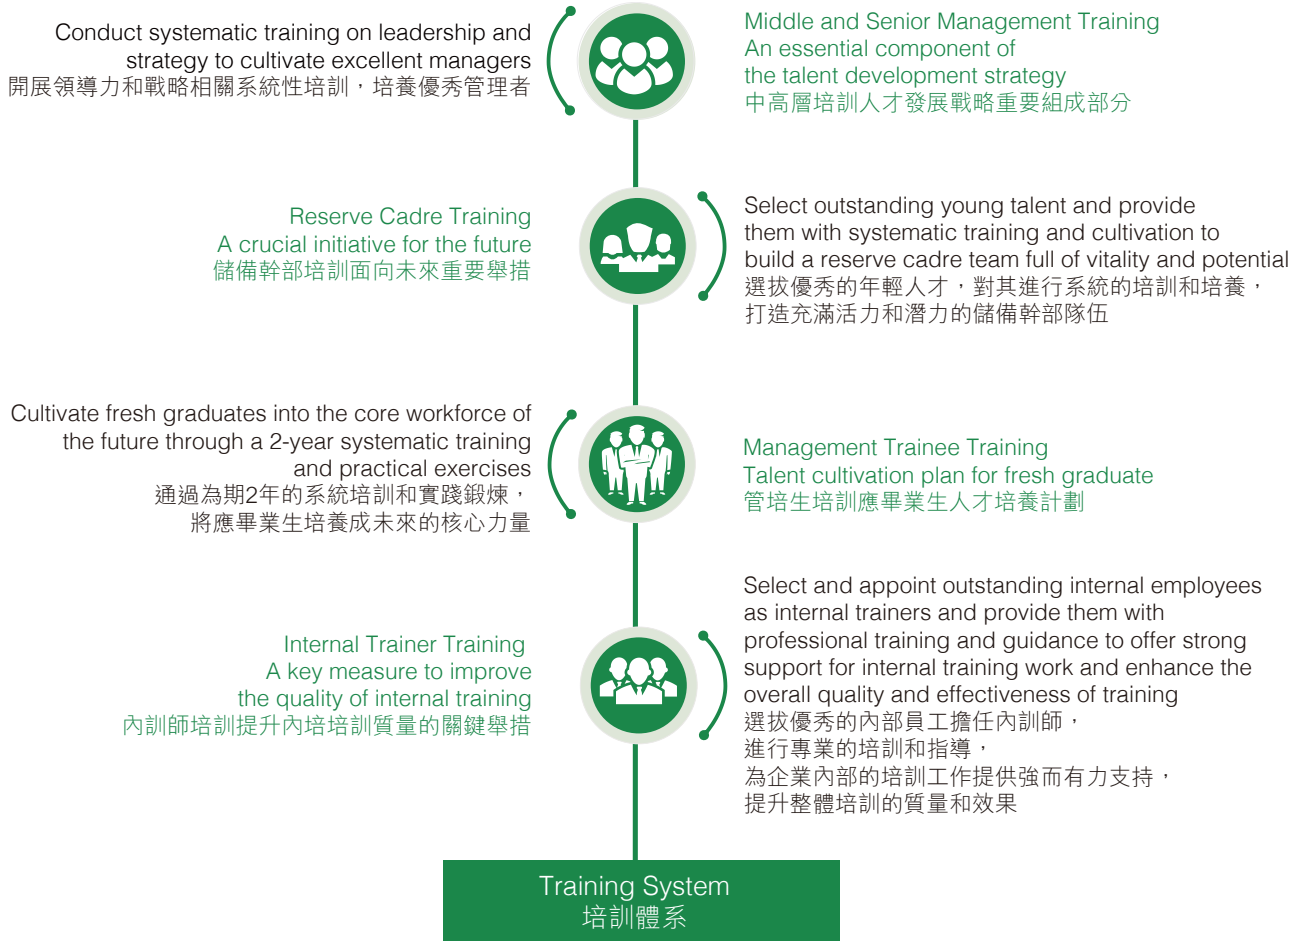 Conduct systematic training on leadership and
strategy to cultivate excellent managers
開展領導力和戰略相關系統性培訓，培養優秀管理者
Middle and Senior Management Training
An essential component of
the talent development strategy
中高層培訓人才發展戰略重要組成部分
Reserve Cadre Training
A crucial initiative for the future
儲備幹部培訓面向未來重要舉措
Select outstanding young talent and provide
them with systematic training and cultivation to
build a reserve cadre team full of vitality and potential
選拔優秀的年輕人才，對其進行系統的培訓和培養，
打造充滿活力和潛力的儲備幹部隊伍
Cultivate fresh graduates into the core workforce of
the future through a 2-year systematic training
and practical exercises
通過為期2年的系統培訓和實踐鍛煉，
將應畢業生培養成未來的核心力量
Management Trainee Training
Talent cultivation plan for fresh graduate
管培生培訓應畢業生人才培養計劃
Internal Trainer Training
A key measure to improve
the quality of internal training
內訓師培訓提升內培培訓質量的關鍵舉措
Select and appoint outstanding internal employees
as internal trainers and provide them with
professional training and guidance to offer strong
support for internal training work and enhance the
overall quality and effectiveness of training
選拔優秀的內部員工擔任內訓師，
進行專業的培訓和指導，
為企業內部的培訓工作提供強而有力支持，
提升整體培訓的質量和效果
Training System
培訓體系